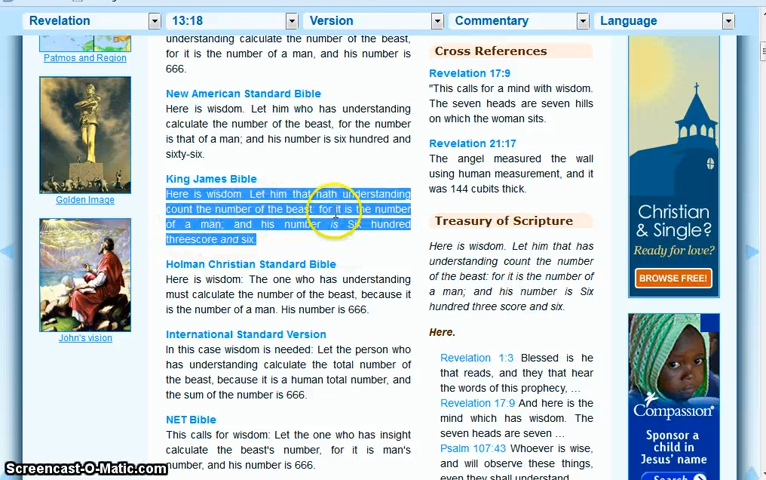 Revelation
13:18
Version
Commentary
Language
Patmos and Region
Golden Image
John's vision
understanding calculate the number of the beast,
for it is the number of a man, and his number is
666.
New American Standard Bible
Here is wisdom. Let him who has understanding
calculate the number of the beast, for the number
is that of a man; and his number is six hundred and
sixty-six.
King James Bible
Here is wisdom. Let him that hath understanding
count the number of the beast: for it is the number
of a man; and his number is Six hundred
threescore and six.
Holman Christian Standard Bible
Here is wisdom: The one who has understanding
must calculate the number of the beast, because it
is the number of a man. His number is 666.
International Standard Version
In this case wisdom is needed: Let the person who
has understanding calculate the total number of
the beast, because it is a human total number, and
the sum of the number is 666.
NET Bible
This calls for wisdom: Let the one who has insight
calculate the beast's number, for it is man's
number, and his number is 666.
Cross References
Revelation 17:9
"This calls for a mind with wisdom.
The seven heads are seven hills
on which the woman sits.
Revelation 21:17
The angel measured the wall
using human measurement, and it
was 144 cubits thick.
Treasury of Scripture
Here is wisdom. Let him that has
understanding count the number
of the beast: for it is the number of
a man; and his number is Six
hundred three score and six.
Here.
Revelation 1:3 Blessed is he
that reads, and they that hear
the words of this prophecy, …
Revelation 17:9 And here is the
mind which has wisdom. The
seven heads are seven …
Psalm 107:43 Whoever is wise,
and will observe these things,
even they shall understand
Christian
& Single?
Ready for love?
BROWSE FREE!
Compassion
Sponsor a
child in
Jesus' name
Search
Screencast-O-Matic.com